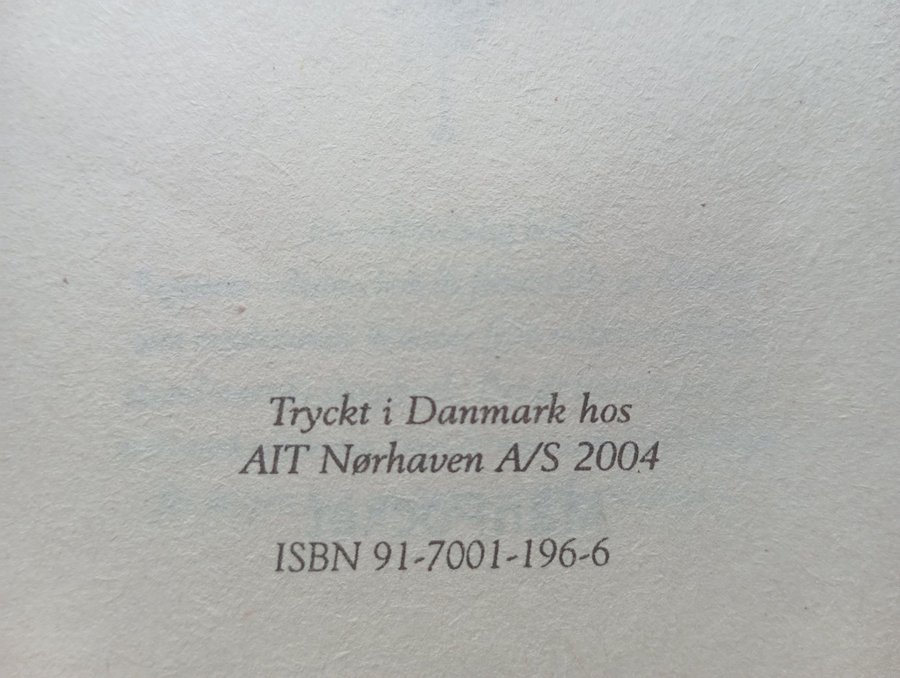 Tryckt i Danmark hos
AIT Nørhaven A/S 2004
ISBN 91-7001-196-6